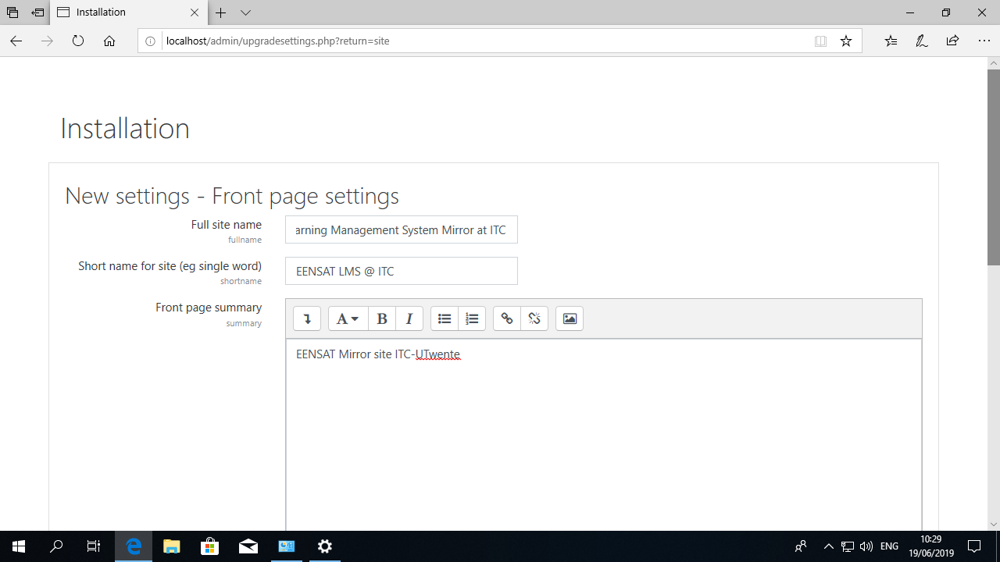 Installation
localhost/admin/upgradesettings.php?return=site
Installation
New settings - Front page settings
Full site name
fullname
arning Management System Mirror at ITC
Short name for site (eg single word)
shortname
EENSAT LMS @ ITC
Front page summary
summary
A B I
EENSAT Mirror site ITC-UTwente
ENG
10:29
19/06/2019